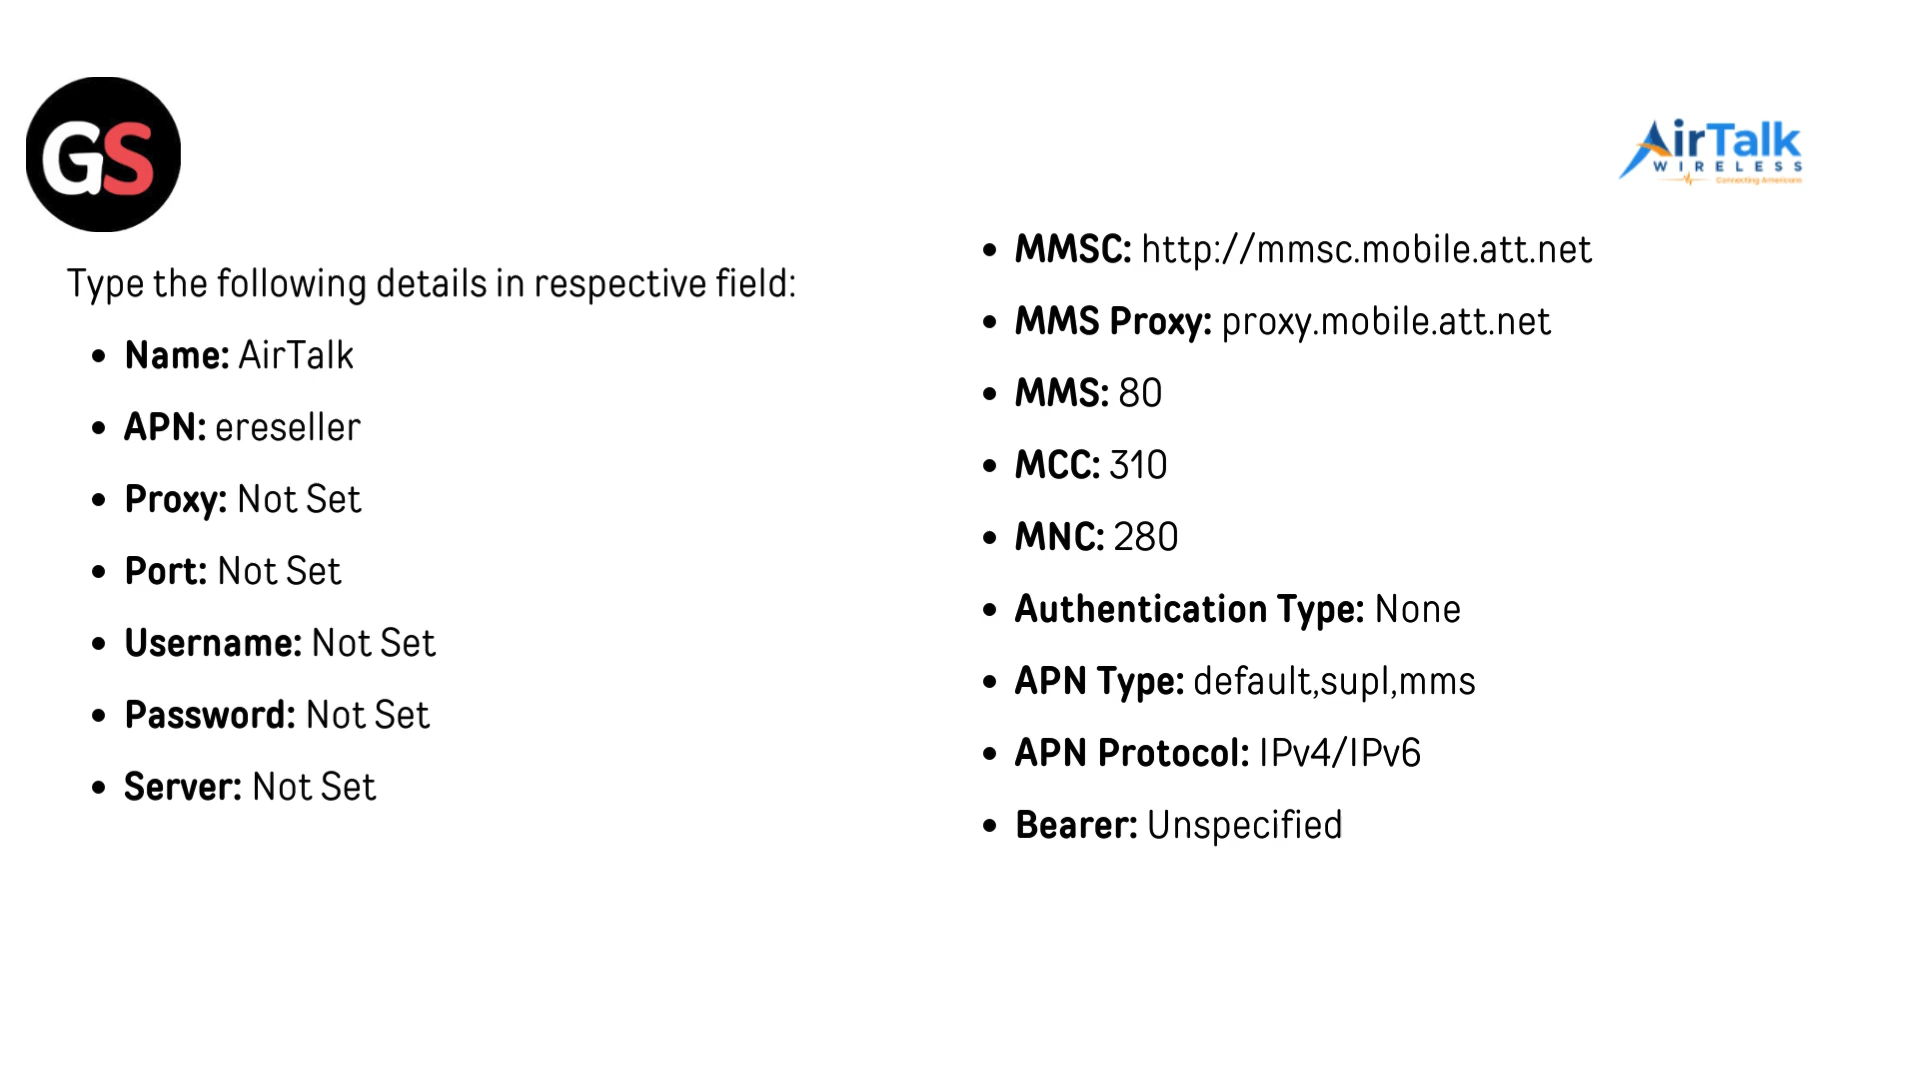 GS
AirTalk
WIRELESS
Connecting Americans
Type the following details in respective field:
• Name: AirTalk
• APN: ereseller
• Proxy: Not Set
• Port: Not Set
• Username: Not Set
• Password: Not Set
• Server: Not Set
• MMSC: http://mmsc.mobile.att.net
• MMS Proxy: proxy.mobile.att.net
• MMS: 80
• MCC: 310
• MNC: 280
• Authentication Type: None
• APN Type: default,supl,mms
• APN Protocol: IPv4/IPv6
• Bearer: Unspecified